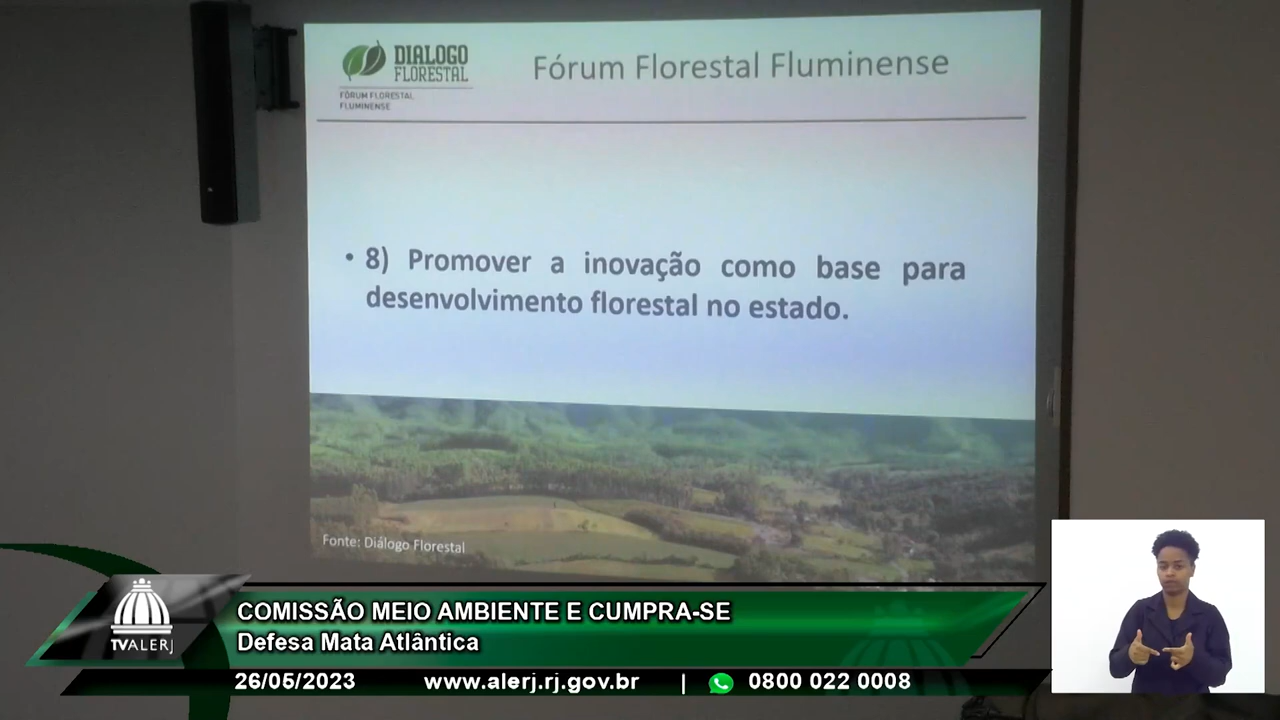 DIALOGO
FLORESTAL
FÓRUM FLORESTAL
FLUMINENSE
Fórum Florestal Fluminense
• 8) Promover a inovação como base para
desenvolvimento florestal no estado.
Fonte: Diálogo Florestal
TVALERJ
COMISSÃO MEIO AMBIENTE E CUMPRA-SE
Defesa Mata Atlântica
26/05/2023 www.alerj.rj.gov.br | 0800 022 0008